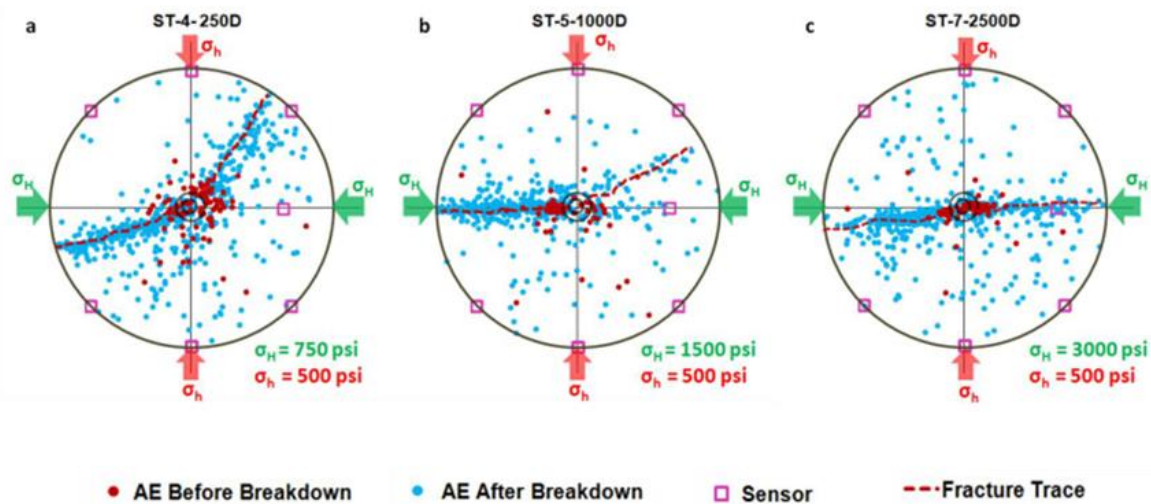 a
ST-4-250D
σh
σH
σH
σH = 750 psi
σh = 500 psi
σh
b
ST-5-1000D
σh
σH
σH
σH = 1500 psi
σh = 500 psi
σh
c
ST-7-2500D
σh
σH
σH
σH = 3000 psi
σh = 500 psi
σh
AE Before Breakdown
AE After Breakdown
Sensor
Fracture Trace